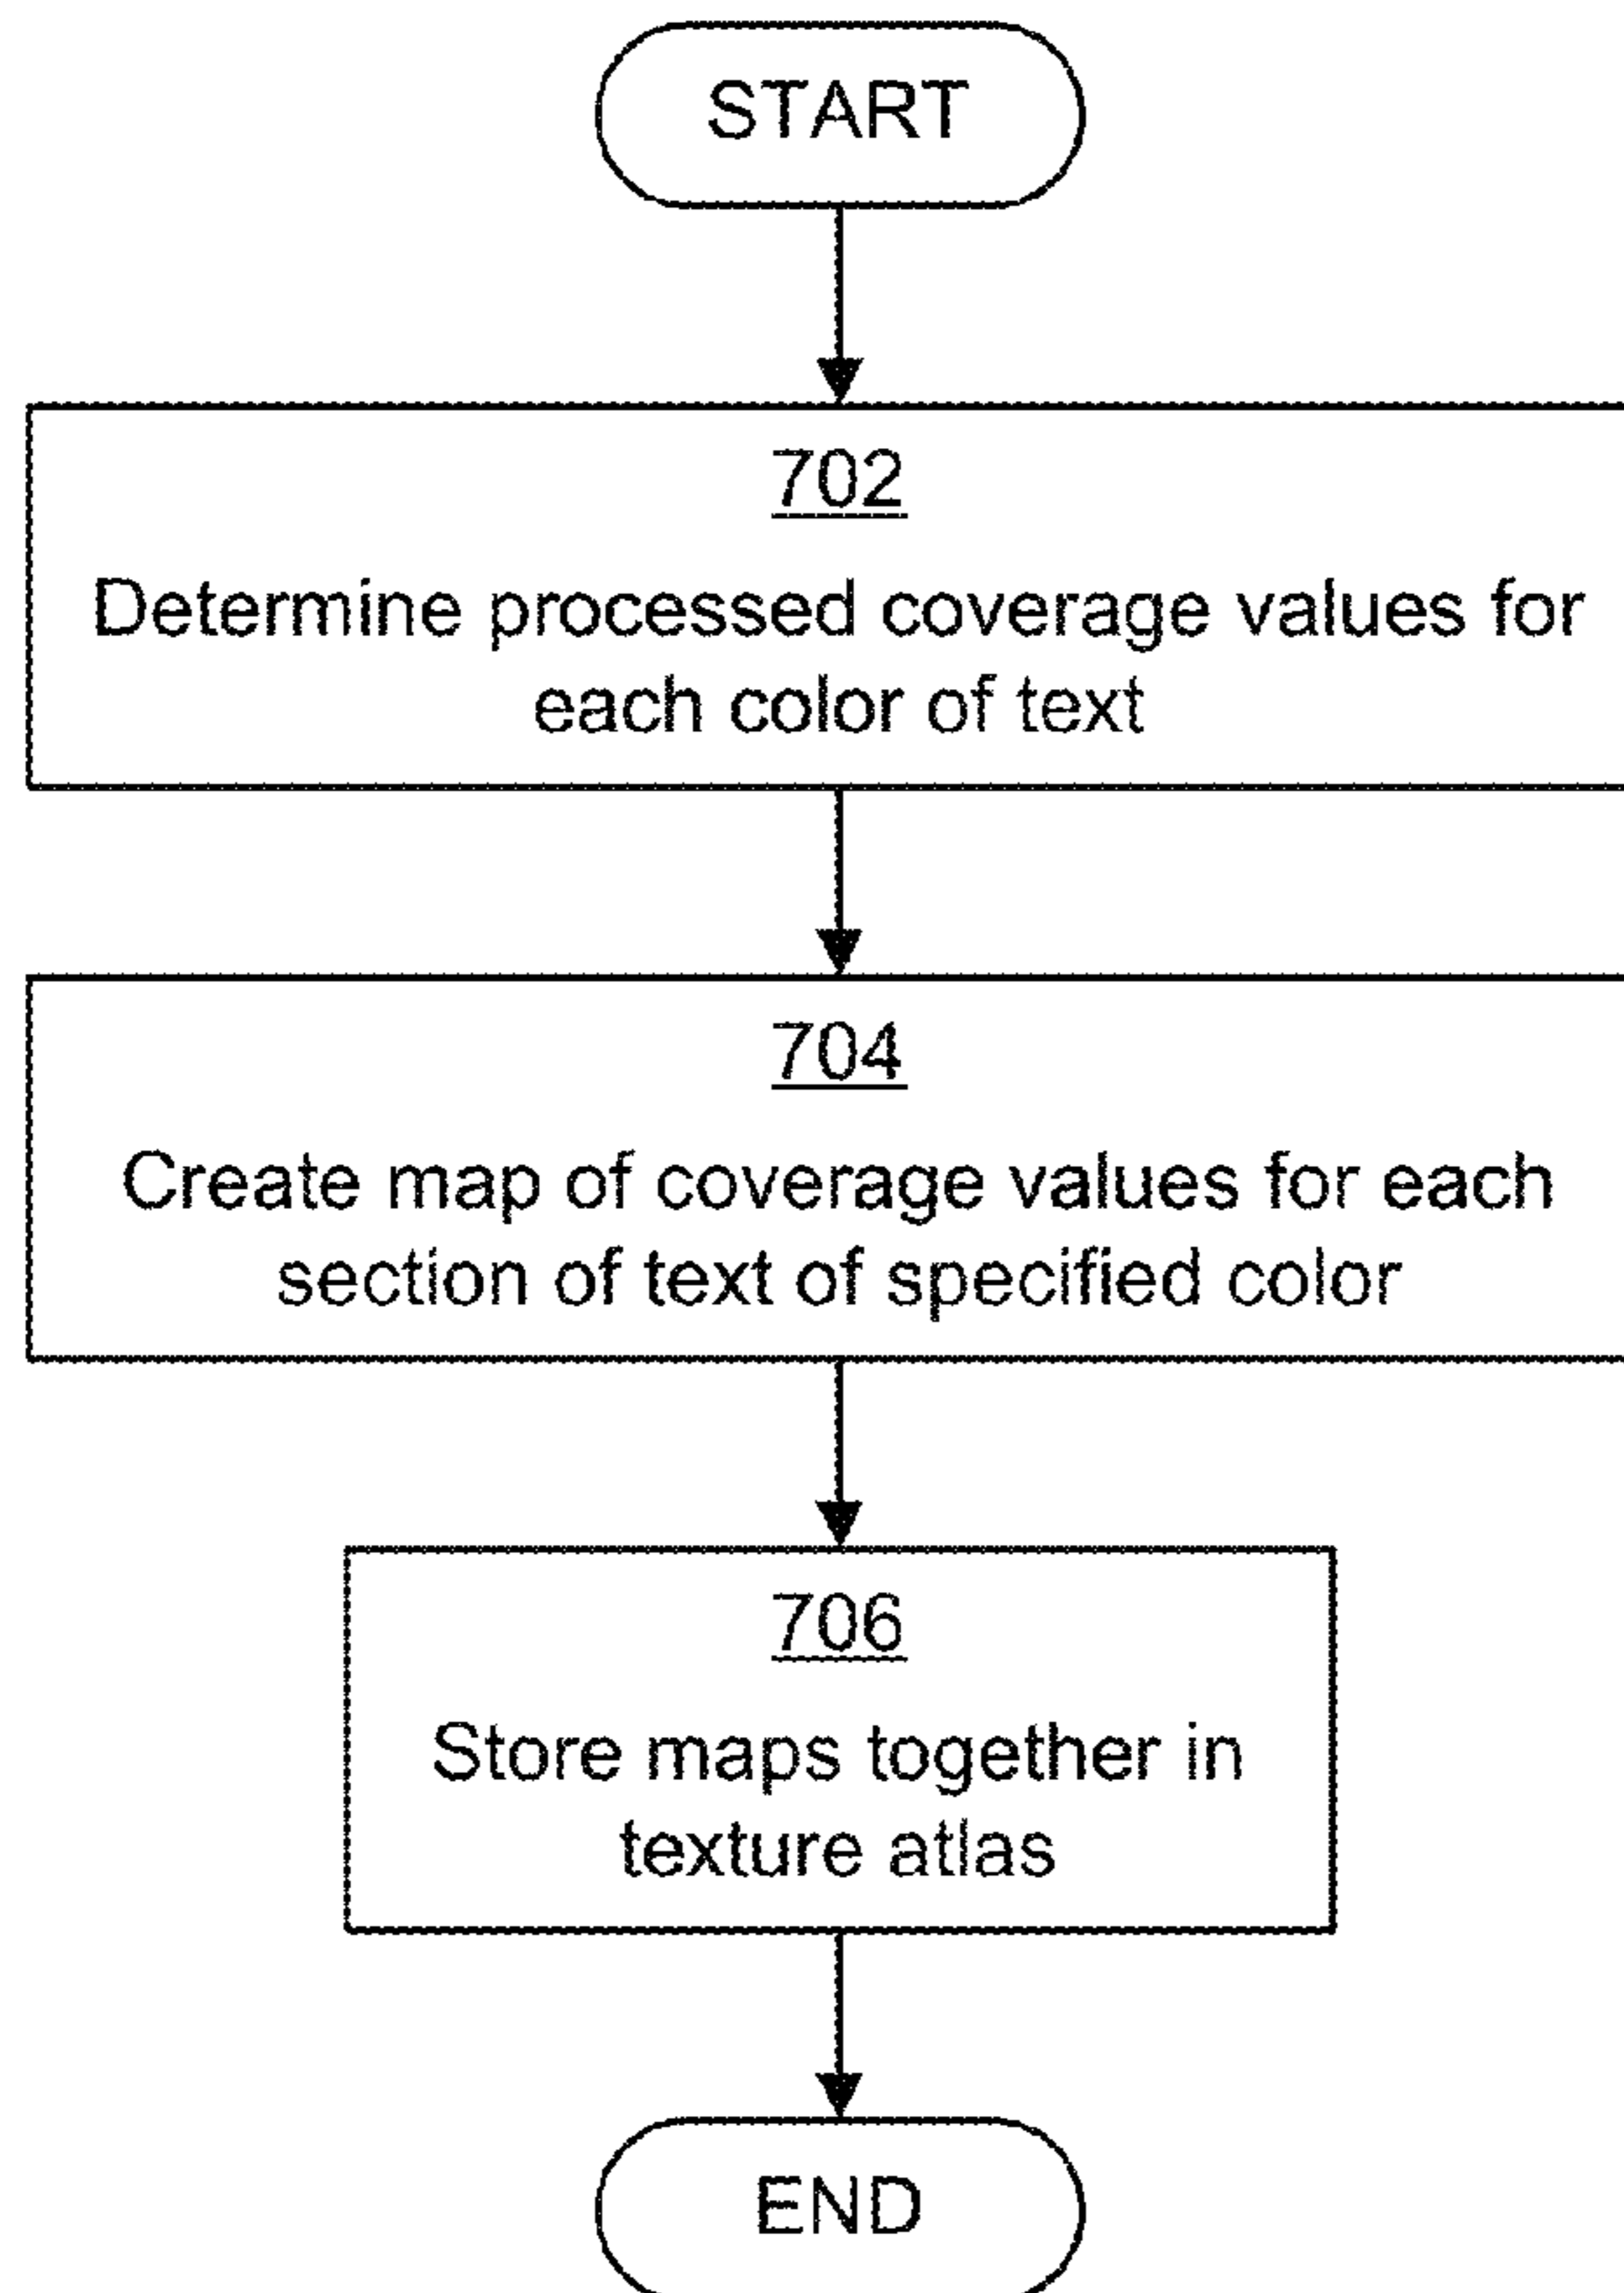 START
702
Determine processed coverage values for
each color of text
704
Create map of coverage values for each
section of text of specified color
706
Store maps together in
texture atlas
END